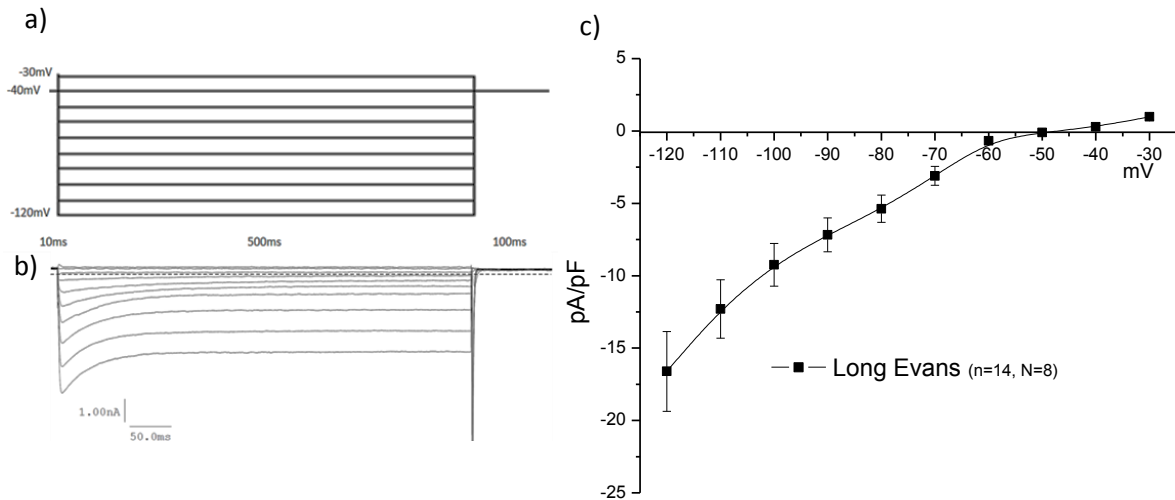 a)
-30mV
-40mV
-120mV
10ms 500ms 100ms
b)
1.00nA
50.0ms
c)
5
0
-5
-10
-15
-20
-25
pA/pF
-120 -110 -100 -90 -80 -70 -60 -50 -40 -30
mV
Long Evans (n=14, N=8)